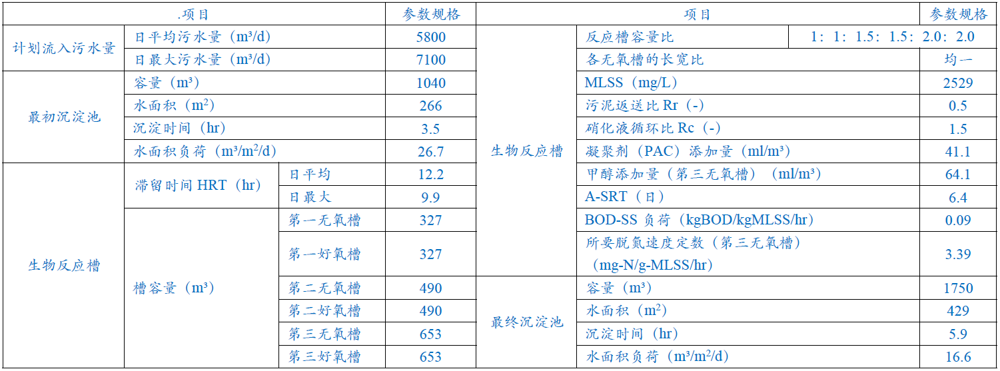 .项目 参数规格 项目 参数规格
计划流入污水量 日平均污水量（m³/d） 5800 生物反应槽 反应槽容量比 1：1：1.5：1.5：2.0：2.0
日最大污水量（m³/d） 7100 各无氧槽的长宽比 均一
最初沉淀池 容量（m³） 1040 MLSS（mg/L） 2529
水面积（m²） 266 污泥返送比 Rr（-） 0.5
沉淀时间（hr） 3.5 硝化液循环比 Rc（-） 1.5
水面积负荷（m³/m²/d） 26.7 凝聚剂（PAC）添加量（ml/m³） 41.1
生物反应槽 滞留时间 HRT（hr） 日平均 12.2 甲醇添加量（第三无氧槽）（ml/m³） 64.1
日最大 9.9 A-SRT（日） 6.4
槽容量（m³） 第一无氧槽 327 BOD-SS 负荷（kgBOD/kgMLSS/hr） 0.09
第一好氧槽 327 所要脱氮速度定数（第三无氧槽）
（mg-N/g-MLSS/hr） 3.39
第二无氧槽 490 最终沉淀池 容量（m³） 1750
第二好氧槽 490 水面积（m²） 429
第三无氧槽 653 沉淀时间（hr） 5.9
第三好氧槽 653 水面积负荷（m³/m²/d） 16.6